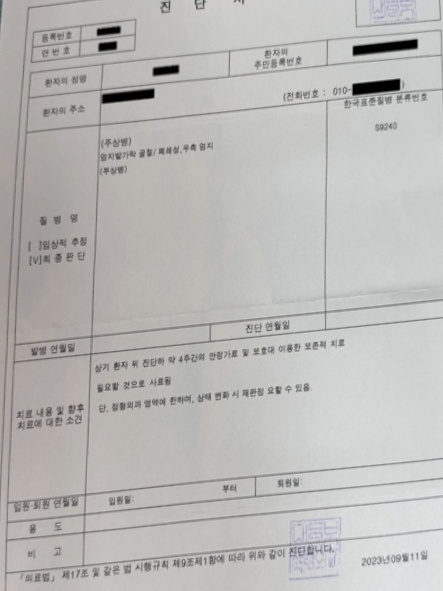 진 단 서
등록번호
연 번 호
환자의 성명
환자의
주민등록번호
환자의 주소
(전화번호 : 010-
)
한국표준질병 분류번호
(주상병)
엄지발가락 골절/ 폐쇄성,우측 엄지
(부상병)
S9240
질 병 명
[ ]임상적 추정
[V]최 종 판 단
발병 연월일
진단 연월일
상기 환자 위 진단하 약 4주간의 안정가료 및 보호대 이용한 보존적 치료
필요할 것으로 사료됨
단, 정형외과 영역에 한하며, 상태 변화 시 재판정 요할 수 있음.
치료 내용 및 향후
치료에 대한 소견
입원·퇴원 연월일
입원일:
부터
퇴원일:
용 도
비 고
「의료법」 제17조 및 같은 법 시행규칙 제9조제1항에 따라 위와 같이 진단합니다.
2023년09월11일